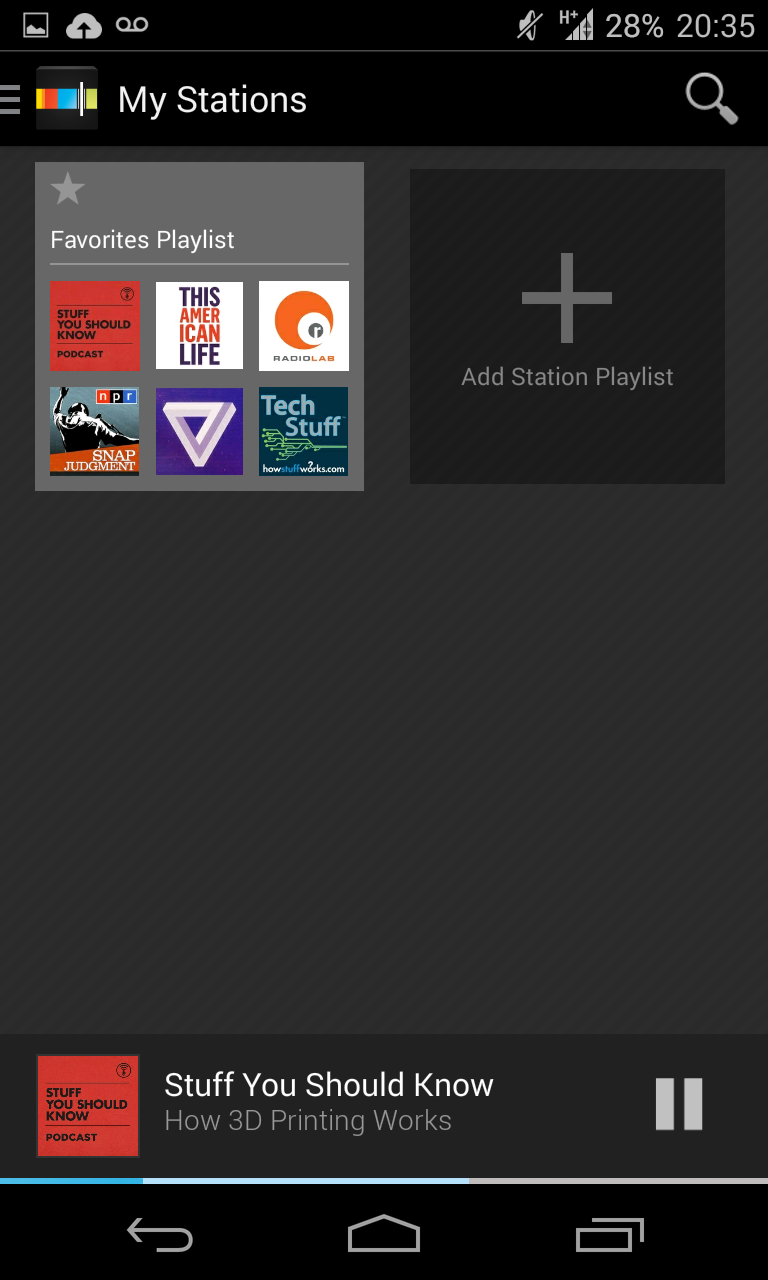 H+ 28% 20:35
My Stations
Favorites Playlist
STUFF
YOU SHOULD
KNOW
PODCAST
THIS
AMER
ICAN
LIFE
RADIOLAB
npr
SNAP
JUDGMENT
Tech
Stuff
howstuffworks.com
Add Station Playlist
STUFF
YOU SHOULD
KNOW
PODCAST
Stuff You Should Know
How 3D Printing Works